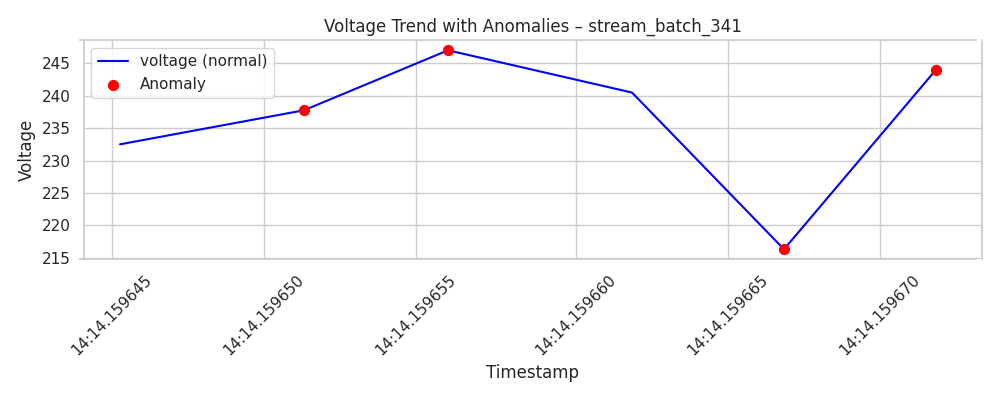 Voltage Trend with Anomalies – stream_batch_341
voltage (normal)
Anomaly
Voltage
245
240
235
230
225
220
215
14:14.159645
14:14.159650
14:14.159655
14:14.159660
14:14.159665
14:14.159670
Timestamp